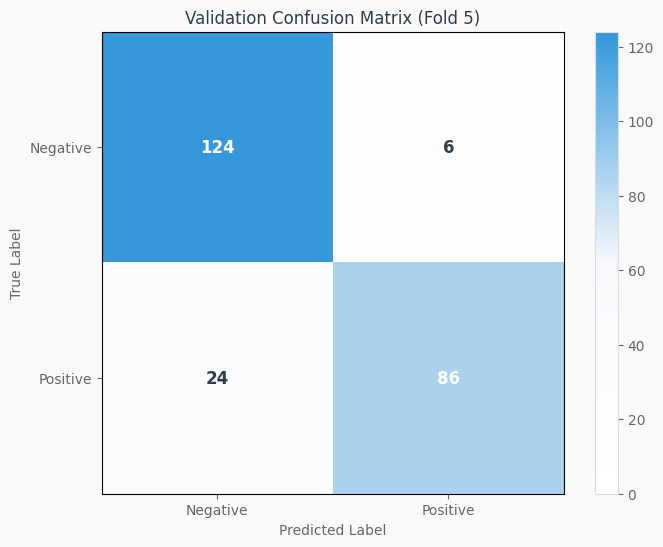 Validation Confusion Matrix (Fold 5)
True Label
Negative
Positive
124
6
24
86
Negative
Positive
Predicted Label
120
100
80
60
40
20
0